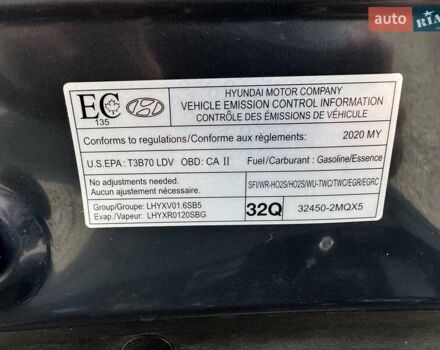 auto RIA
EC
135
HYUNDAI MOTOR COMPANY
VEHICLE EMISSION CONTROL INFORMATION
CONTRÔLE DES ÉMISSIONS DE VÉHICULE
Conforms to regulations/Conforme aux règlements: 2020 MY
U.S.EPA: T3B70 LDV OBD: CA II Fuel/Carburant : Gasoline/Essence
No adjustments needed.
Aucun ajustement nécessaire.
SFI/WR-HO2S/HO2S/WU-TWC/TWC/EGR/EGRC
Group/Groupe: LHYXV01.6SB5
Evap./Vapeur: LHYXR0120SBG
32Q 32450-2MQX5